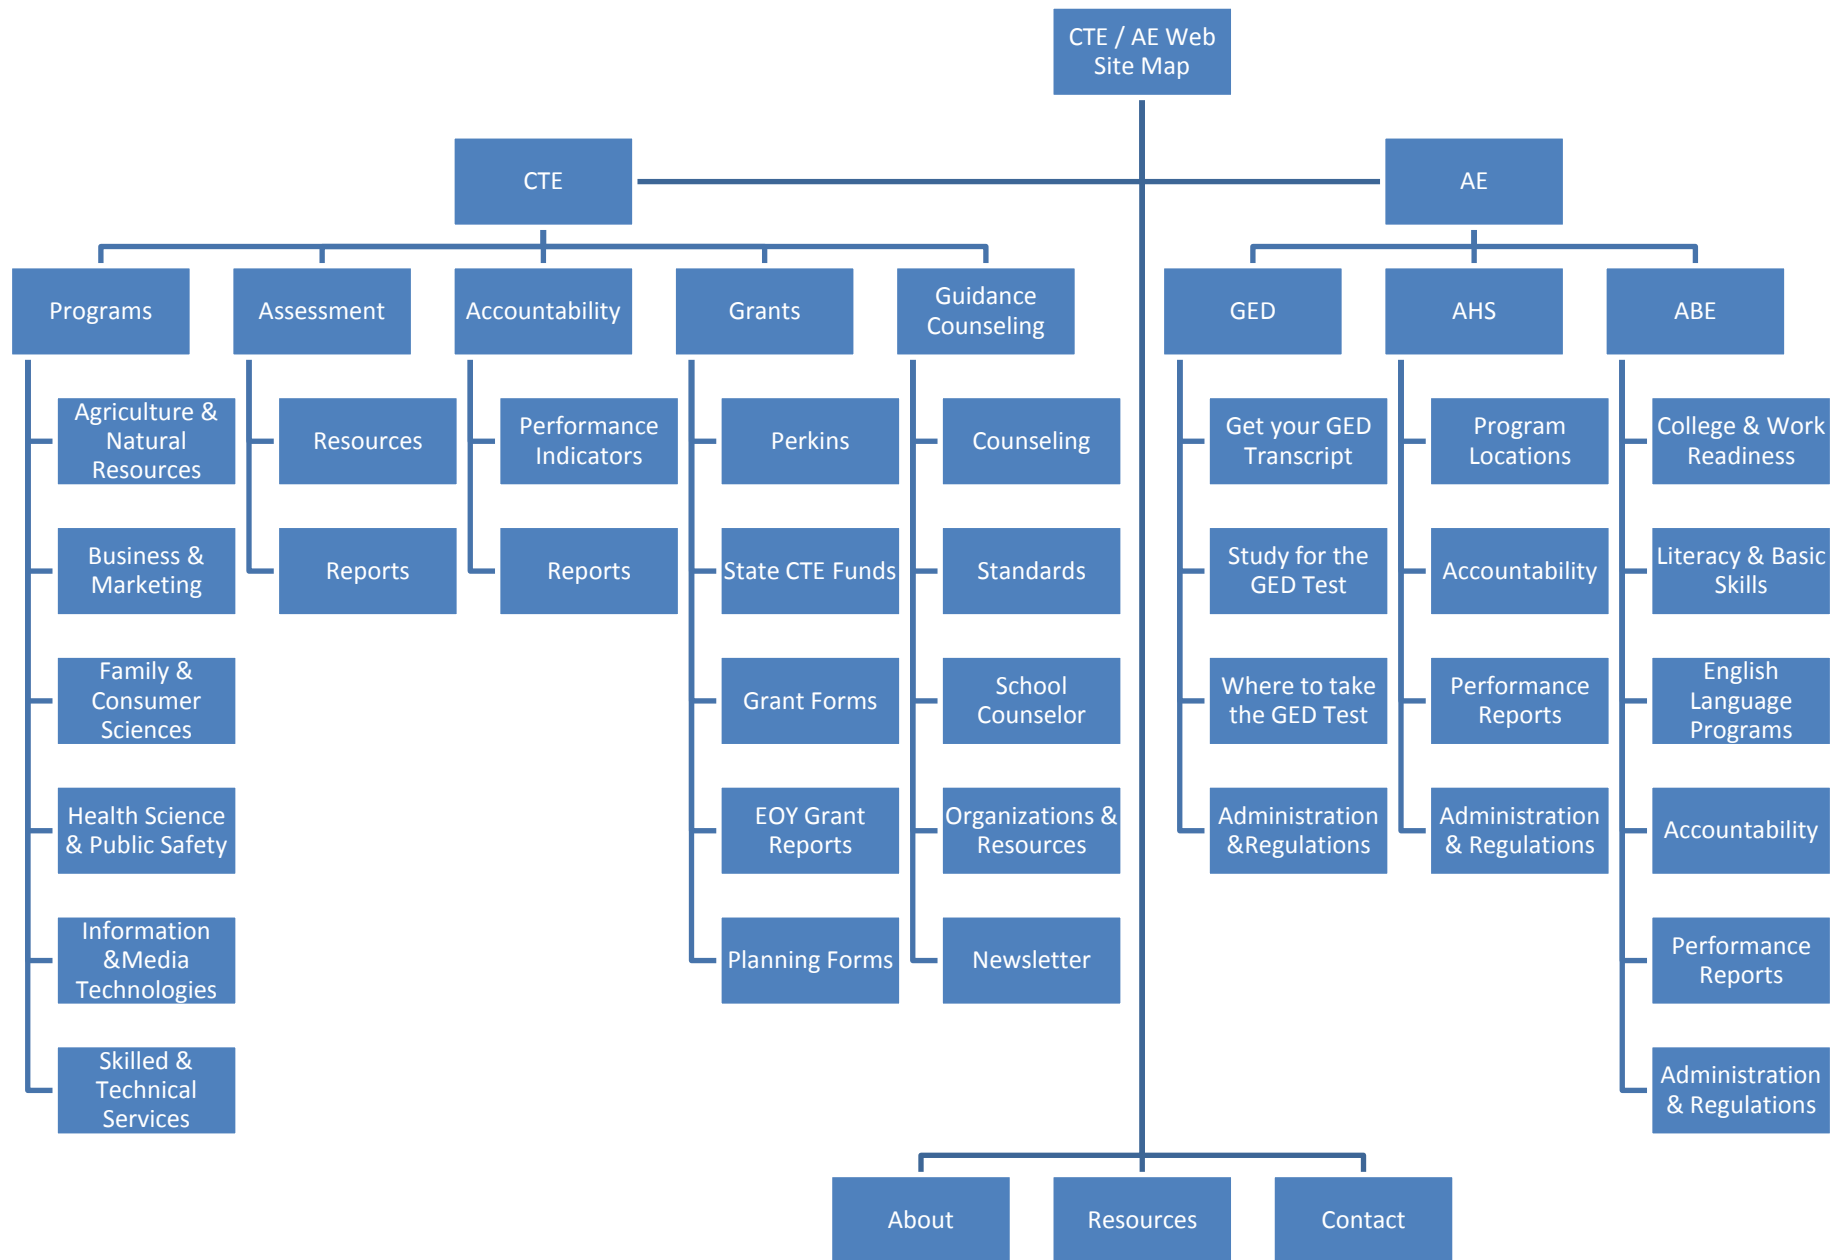 CTE / AE Web
Site Map
CTE
AE
Programs
Assessment
Accountability
Grants
Guidance
Counseling
GED
AHS
ABE
Agriculture &
Natural
Resources
Business &
Marketing
Family &
Consumer
Sciences
Health Science
& Public Safety
Information
&Media
Technologies
Skilled &
Technical
Services
Resources
Reports
Performance
Indicators
Reports
Perkins
State CTE Funds
Grant Forms
EOY Grant
Reports
Planning Forms
Counseling
Standards
School
Counselor
Organizations &
Resources
Newsletter
Get your GED
Transcript
Study for the
GED Test
Where to take
the GED Test
Administration
&Regulations
Program
Locations
Accountability
Performance
Reports
Administration
& Regulations
College & Work
Readiness
Literacy & Basic
Skills
English
Language
Programs
Accountability
Performance
Reports
Administration
& Regulations
About
Resources
Contact